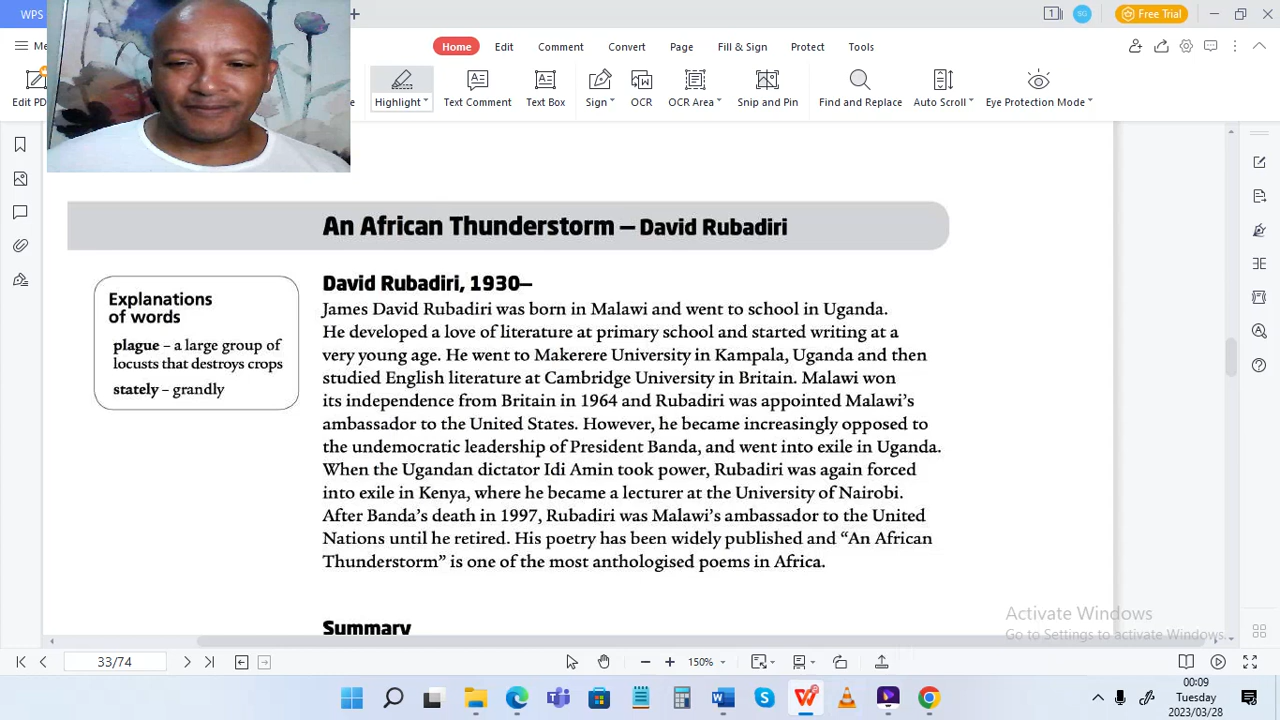 WPS
+
1
SG
Free Trial
Me
Home
Edit
Comment
Convert
Page
Fill & Sign
Protect
Tools
Edit PD
Highlight
Text Comment
Text Box
Sign
OCR
OCR Area
Snip and Pin
Find and Replace
Auto Scroll
Eye Protection Mode
An African Thunderstorm – David Rubadiri
Explanations
of words
plague – a large group of
locusts that destroys crops
stately – grandly
David Rubadiri, 1930–
James David Rubadiri was born in Malawi and went to school in Uganda.
He developed a love of literature at primary school and started writing at a
very young age. He went to Makerere University in Kampala, Uganda and then
studied English literature at Cambridge University in Britain. Malawi won
its independence from Britain in 1964 and Rubadiri was appointed Malawi’s
ambassador to the United States. However, he became increasingly opposed to
the undemocratic leadership of President Banda, and went into exile in Uganda.
When the Ugandan dictator Idi Amin took power, Rubadiri was again forced
into exile in Kenya, where he became a lecturer at the University of Nairobi.
After Banda’s death in 1997, Rubadiri was Malawi’s ambassador to the United
Nations until he retired. His poetry has been widely published and “An African
Thunderstorm” is one of the most anthologised poems in Africa.
Summary
Activate Windows
Go to Settings to activate Windows.
33/74
150%
00:09
Tuesday
2023/03/28